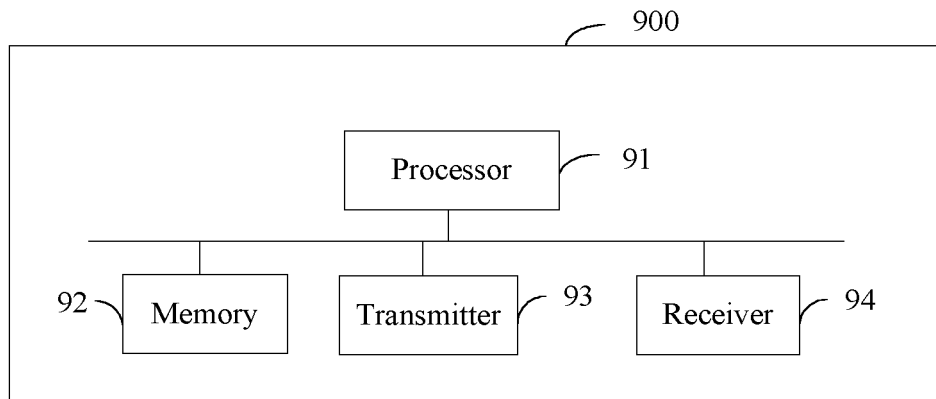 900
Processor
91
92
Memory
Transmitter
93
Receiver
94